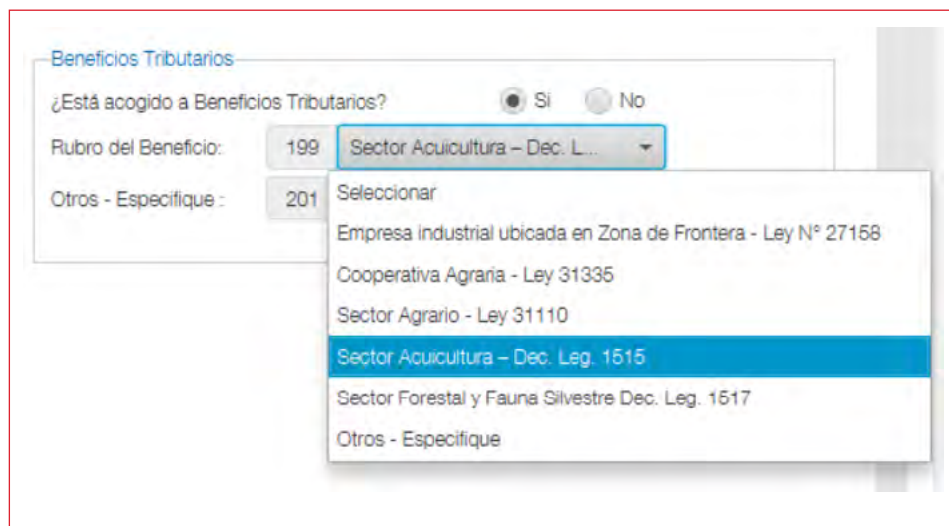 Beneficios Tributarios
¿Está acogido a Beneficios Tributarios? Si No
Rubro del Beneficio: 199 Sector Acuicultura – Dec. L...
Otros - Especifique : 201
Seleccionar
Empresa industrial ubicada en Zona de Frontera - Ley N° 27158
Cooperativa Agraria - Ley 31335
Sector Agrario - Ley 31110
Sector Acuicultura – Dec. Leg. 1515
Sector Forestal y Fauna Silvestre Dec. Leg. 1517
Otros - Especifique